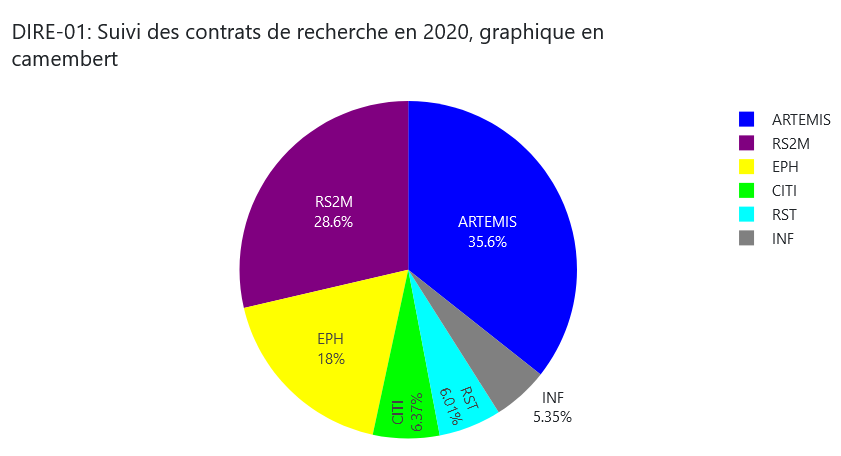 DIRE-01: Suivi des contrats de recherche en 2020, graphique en
camembert
ARTEMIS
RS2M
EPH
CITI
RST
INF
RS2M
28.6%
ARTEMIS
35.6%
EPH
18%
CITI
6.37%
RST
6.01%
INF
5.35%